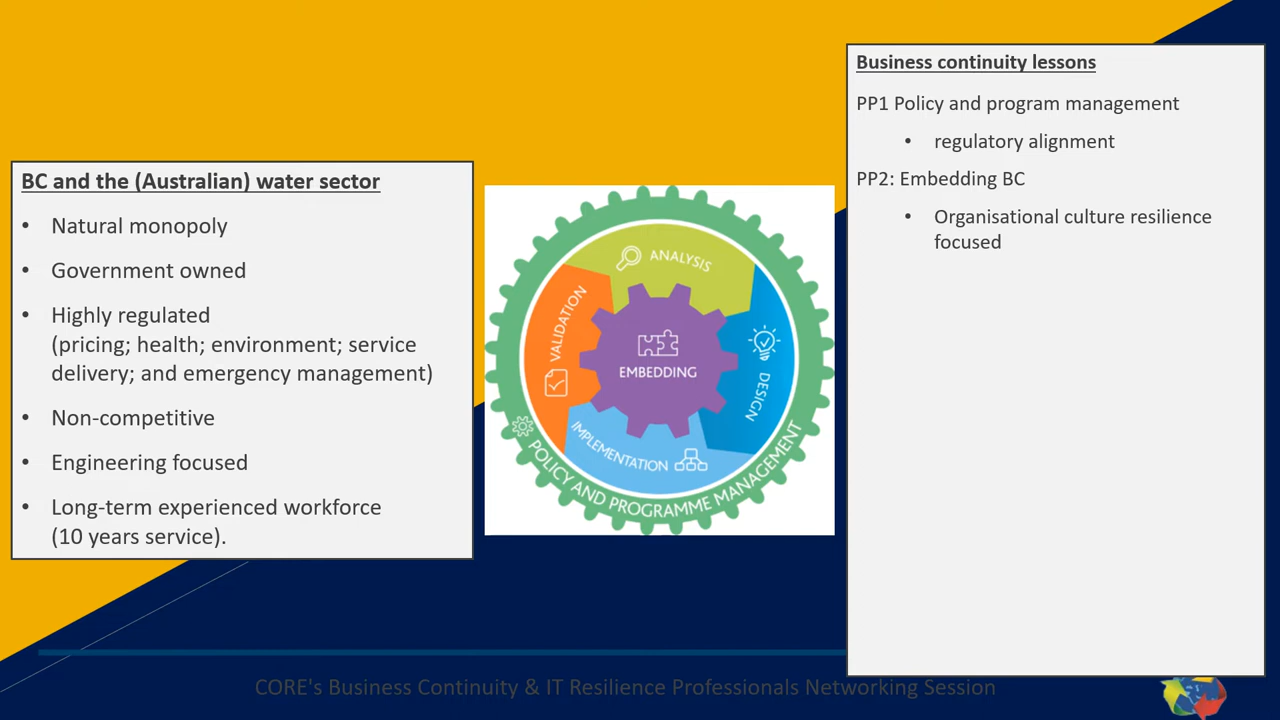 BC and the (Australian) water sector
• Natural monopoly
• Government owned
• Highly regulated
(pricing; health; environment; service
delivery; and emergency management)
• Non-competitive
• Engineering focused
• Long-term experienced workforce
(10 years service).
ANALYSIS
DESIGN
IMPLEMENTATION
VALIDATION
EMBEDDING
POLICY AND PROGRAMME MANAGEMENT
Business continuity lessons
PP1 Policy and program management
• regulatory alignment
PP2: Embedding BC
• Organisational culture resilience
focused
CORE's Business Continuity & IT Resilience Professionals Networking Session